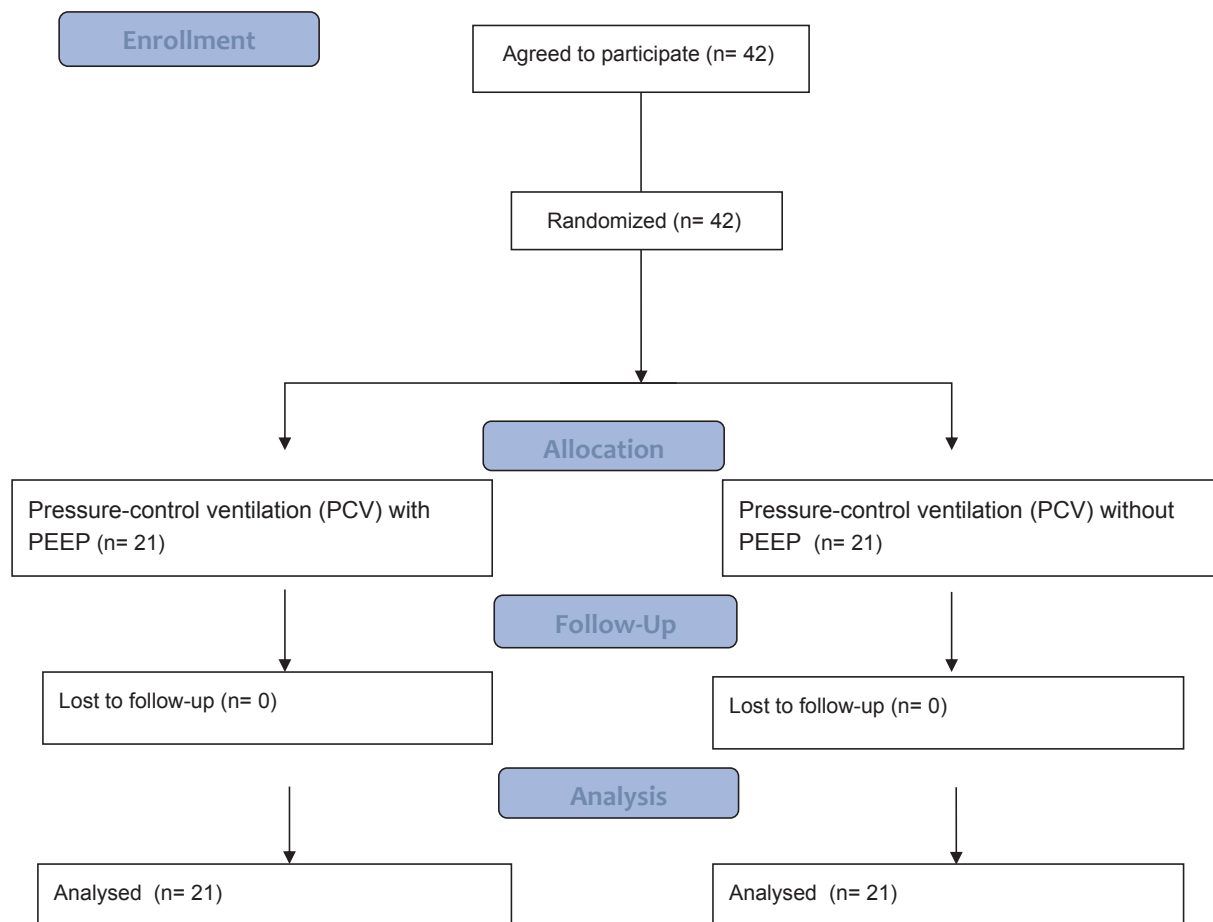 Enrollment
Agreed to participate (n= 42)
Randomized (n= 42)
Allocation
Pressure-control ventilation (PCV) with
PEEP (n= 21)
Pressure-control ventilation (PCV) without
PEEP (n= 21)
Follow-Up
Lost to follow-up (n= 0)
Lost to follow-up (n= 0)
Analysis
Analysed (n= 21)
Analysed (n= 21)